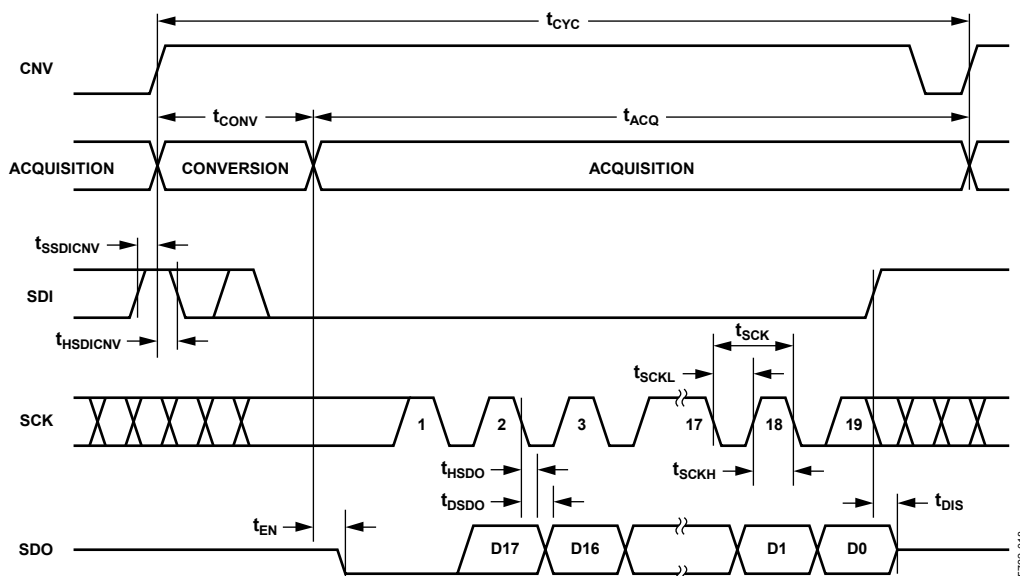 tCYC
CNV
tCONV
tACQ
ACQUISITION
CONVERSION
ACQUISITION
tSSDICNV
SDI
tHSDICNV
tSCK
tSCKL
SCK
1
2
3
17
18
19
tHSDO
tSCKH
tDSDO
tEN
tDIS
SDO
D17
D16
D1
D0